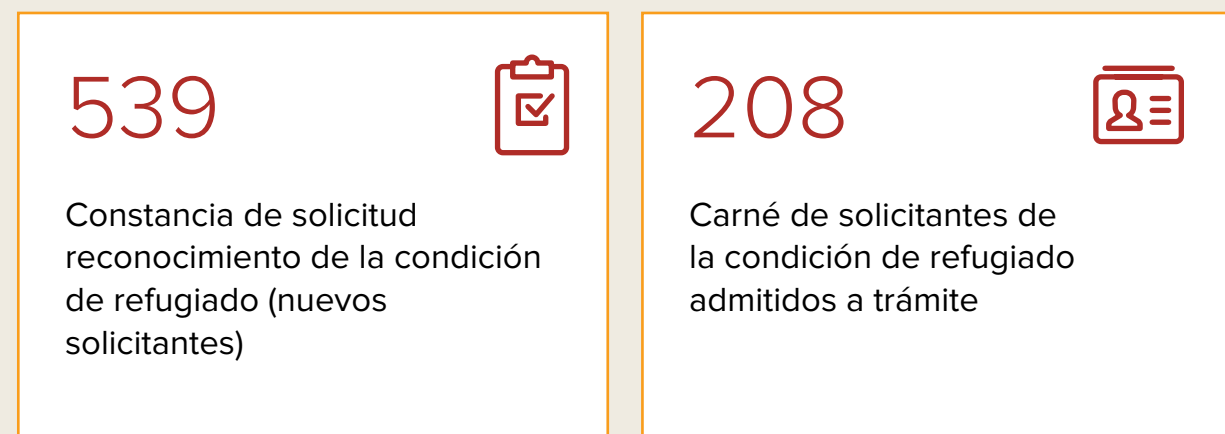 539
Constancia de solicitud
reconocimiento de la condición
de refugiado (nuevos
solicitantes)
208
Carné de solicitantes de
la condición de refugiado
admitidos a trámite